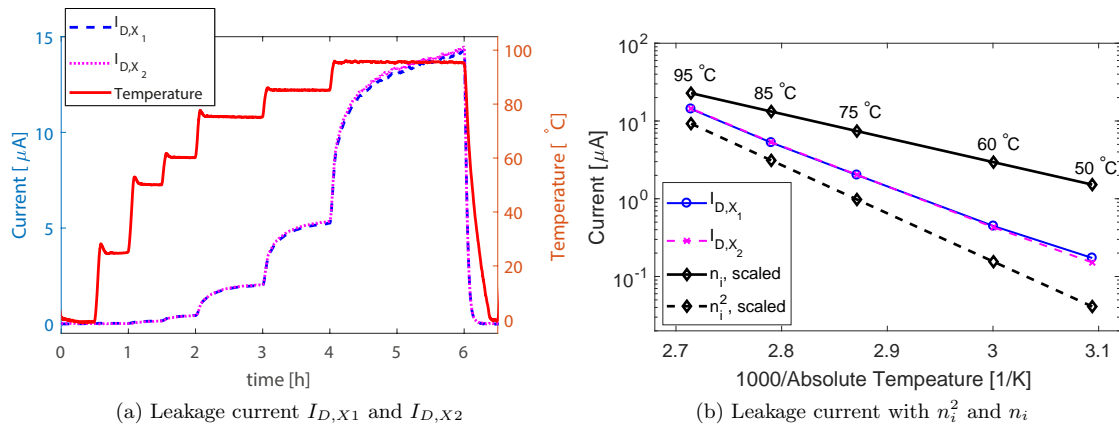 I_{D,X_1}
I_{D,X_2}
Temperature
Current [ μA]
15
10
5
0
Temperature[ °C]
100
80
60
40
20
0
0 1 2 3 4 5 6
time [h]
(a) Leakage current I_{D,X1} and I_{D,X2}
Current [ μA]
10^2
10^1
10^0
10^{-1}
95 °C
85 °C
75 °C
60 °C
50 °C
I_{D,X_1}
I_{D,X_2}
n_i, scaled
n_i^2, scaled
2.7 2.8 2.9 3 3.1
1000/Absolute Tempeature [1/K]
(b) Leakage current with n_i^2 and n_i